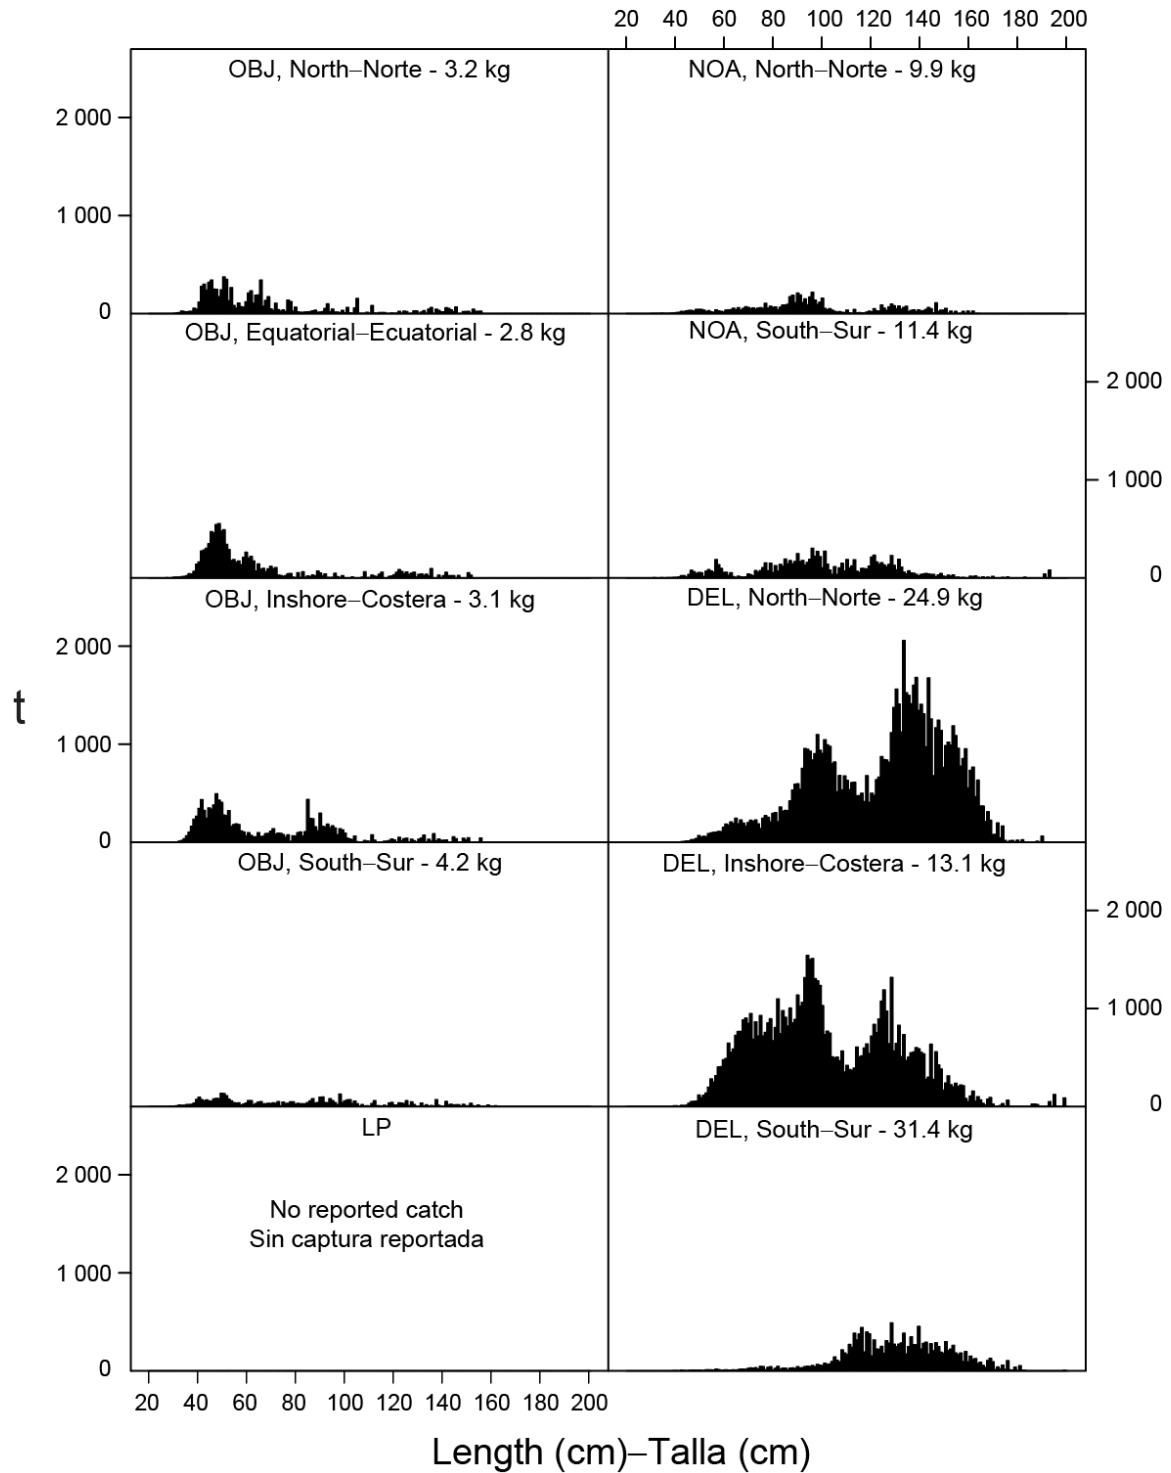 20 40 60 80 100 120 140 160 180 200
OBJ, North–Norte - 3.2 kg
NOA, North–Norte - 9.9 kg
2 000
1 000
0
OBJ, Equatorial–Ecuatorial - 2.8 kg
NOA, South–Sur - 11.4 kg
2 000
1 000
0
OBJ, Inshore–Costera - 3.1 kg
DEL, North–Norte - 24.9 kg
2 000
t
1 000
0
OBJ, South–Sur - 4.2 kg
DEL, Inshore–Costera - 13.1 kg
2 000
1 000
0
LP
DEL, South–Sur - 31.4 kg
2 000
No reported catch
Sin captura reportada
1 000
0
20 40 60 80 100 120 140 160 180 200
Length (cm)–Talla (cm)